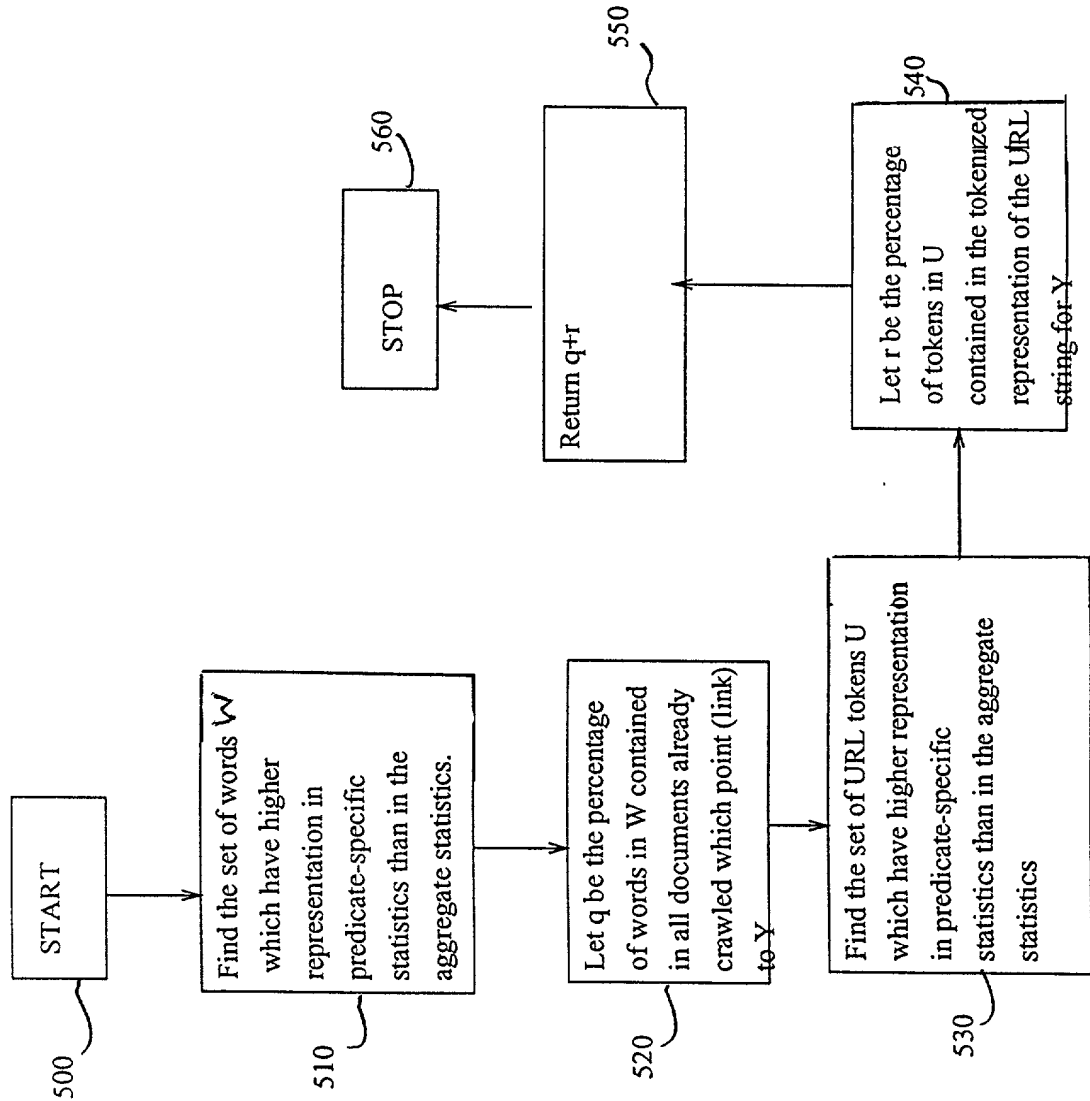 START
500
Find the set of words W
which have higher
representation in
predicate-specific
statistics than in the
aggregate statistics.
510
Let q be the percentage
of words in W contained
in all documents already
crawled which point (link)
to Y
520
Find the set of URL tokens U
which have higher representation
in predicate-specific
statistics than in the aggregate
statistics
530
Let r be the percentage
of tokens in U
contained in the tokenized
representation of the URL
string for Y
540
Return q+r
550
STOP
560